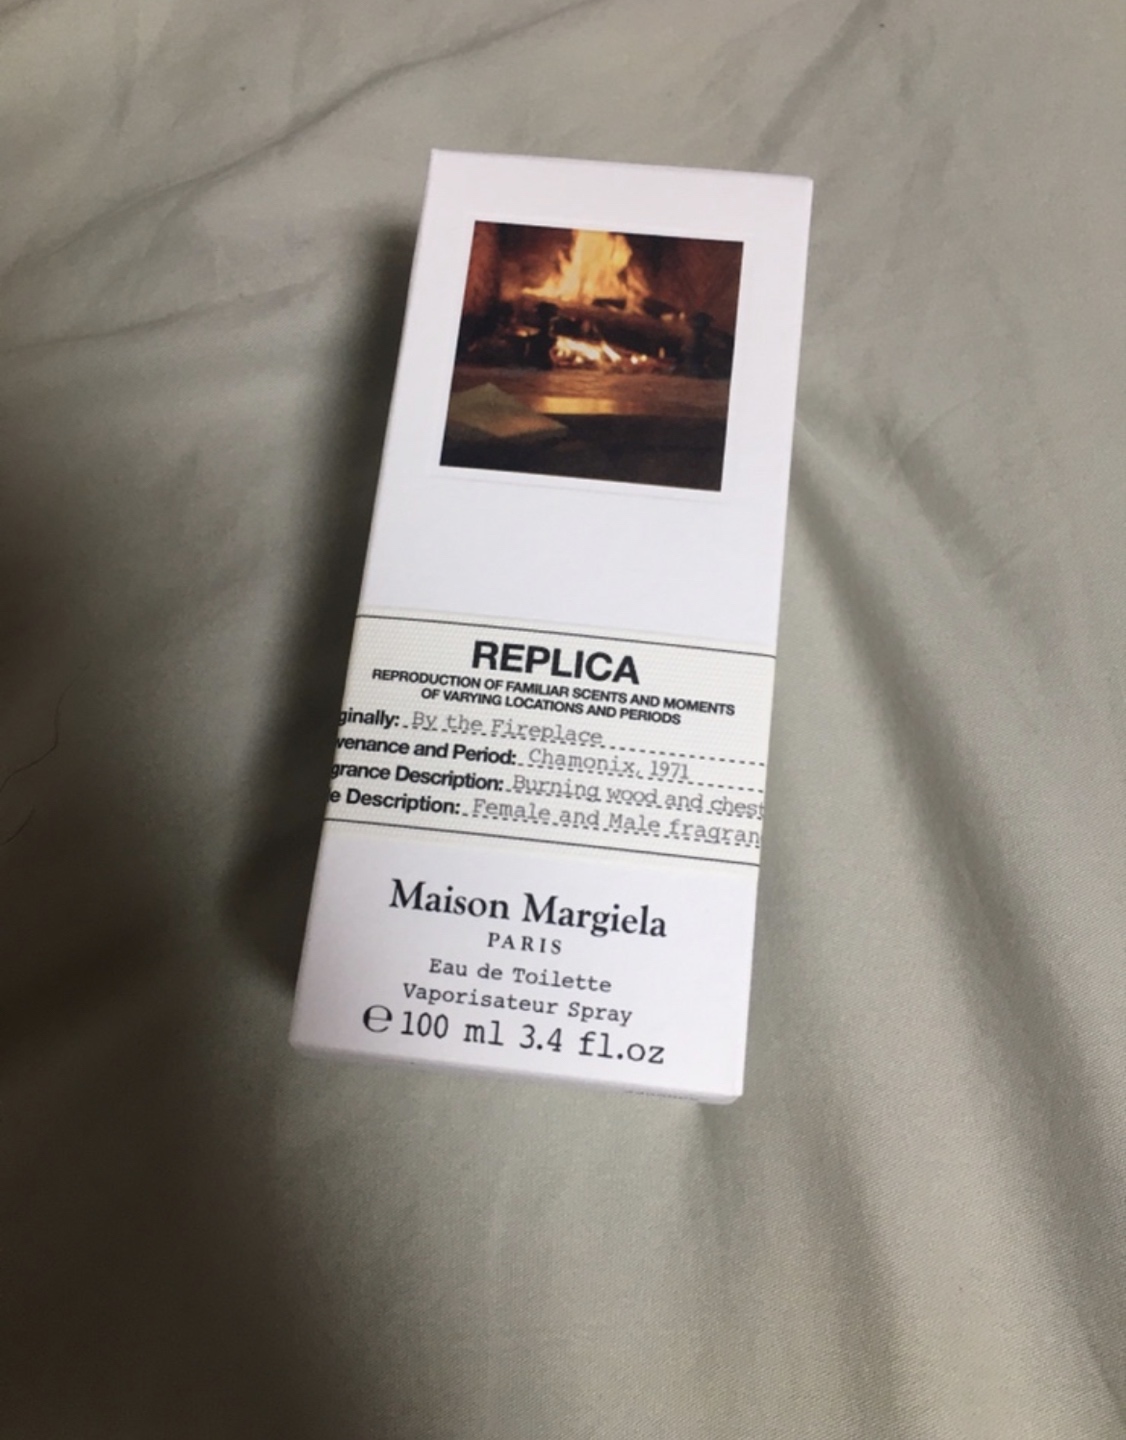 REPLICA
REPRODUCTION OF FAMILIAR SCENTS AND MOMENTS
OF VARYING LOCATIONS AND PERIODS
ginally: By the Fireplace
venance and Period: Chamonix, 1971
grance Description: Burning wood and chest
e Description: Female and Male fragran
Maison Margiela
PARIS
Eau de Toilette
Vaporisateur Spray
℮ 100 ml 3.4 fl.oz